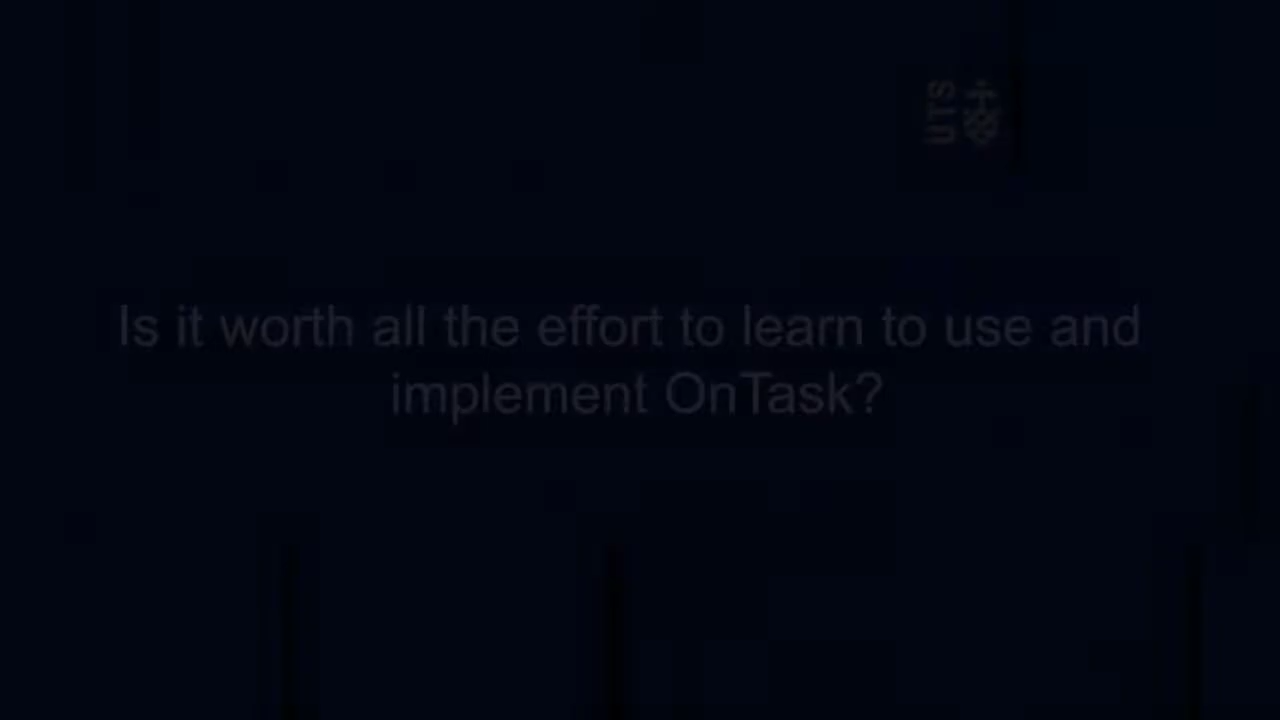 UTS
Is it worth all the effort to learn to use and
implement OnTask?